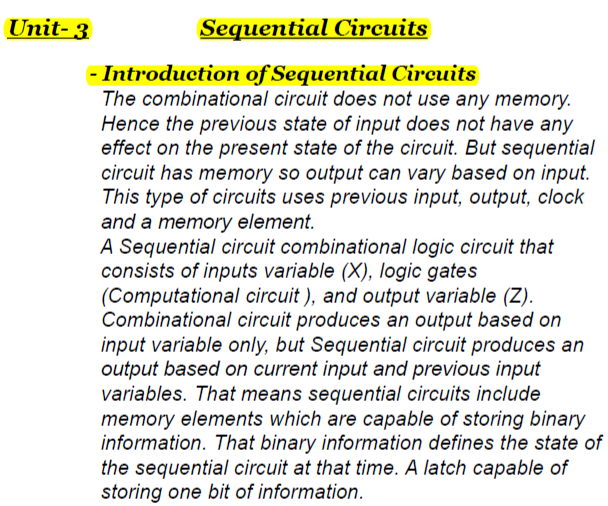 Unit- 3 Sequential Circuits
- Introduction of Sequential Circuits
The combinational circuit does not use any memory.
Hence the previous state of input does not have any
effect on the present state of the circuit. But sequential
circuit has memory so output can vary based on input.
This type of circuits uses previous input, output, clock
and a memory element.
A Sequential circuit combinational logic circuit that
consists of inputs variable (X), logic gates
(Computational circuit ), and output variable (Z).
Combinational circuit produces an output based on
input variable only, but Sequential circuit produces an
output based on current input and previous input
variables. That means sequential circuits include
memory elements which are capable of storing binary
information. That binary information defines the state of
the sequential circuit at that time. A latch capable of
storing one bit of information.